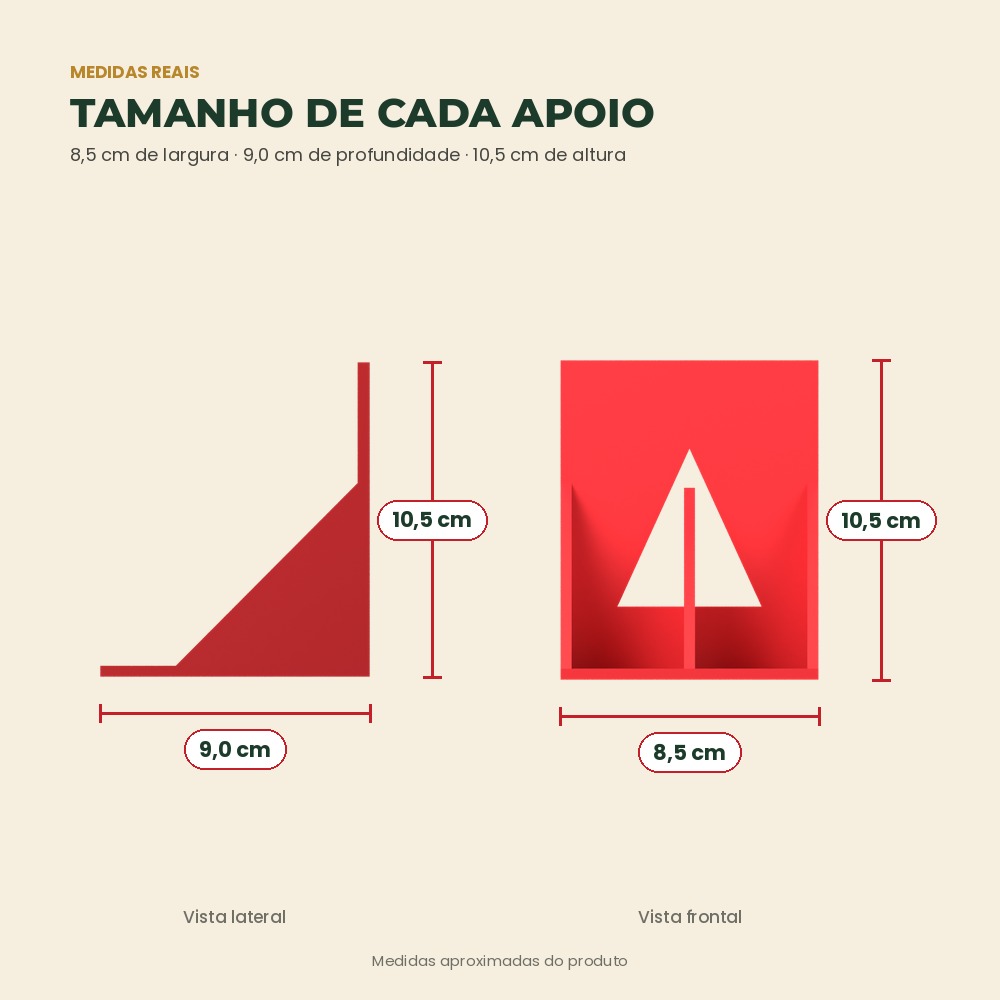 MEDIDAS REAIS
TAMANHO DE CADA APOIO
8,5 cm de largura · 9,0 cm de profundidade · 10,5 cm de altura
10,5 cm
10,5 cm
9,0 cm
8,5 cm
Vista lateral
Vista frontal
Medidas aproximadas do produto